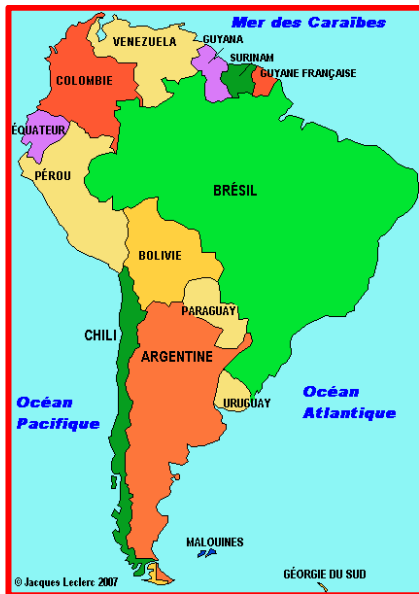 Mer des Caraïbes
VENEZUELA
GUYANA
SURINAM
GUYANE FRANÇAISE
COLOMBIE
ÉQUATEUR
PÉROU
BRÉSIL
BOLIVIE
PARAGUAY
CHILI
ARGENTINE
URUGUAY
Océan
Pacifique
Océan
Atlantique
MALOUINES
GÉORGIE DU SUD
© Jacques Leclerc 2007